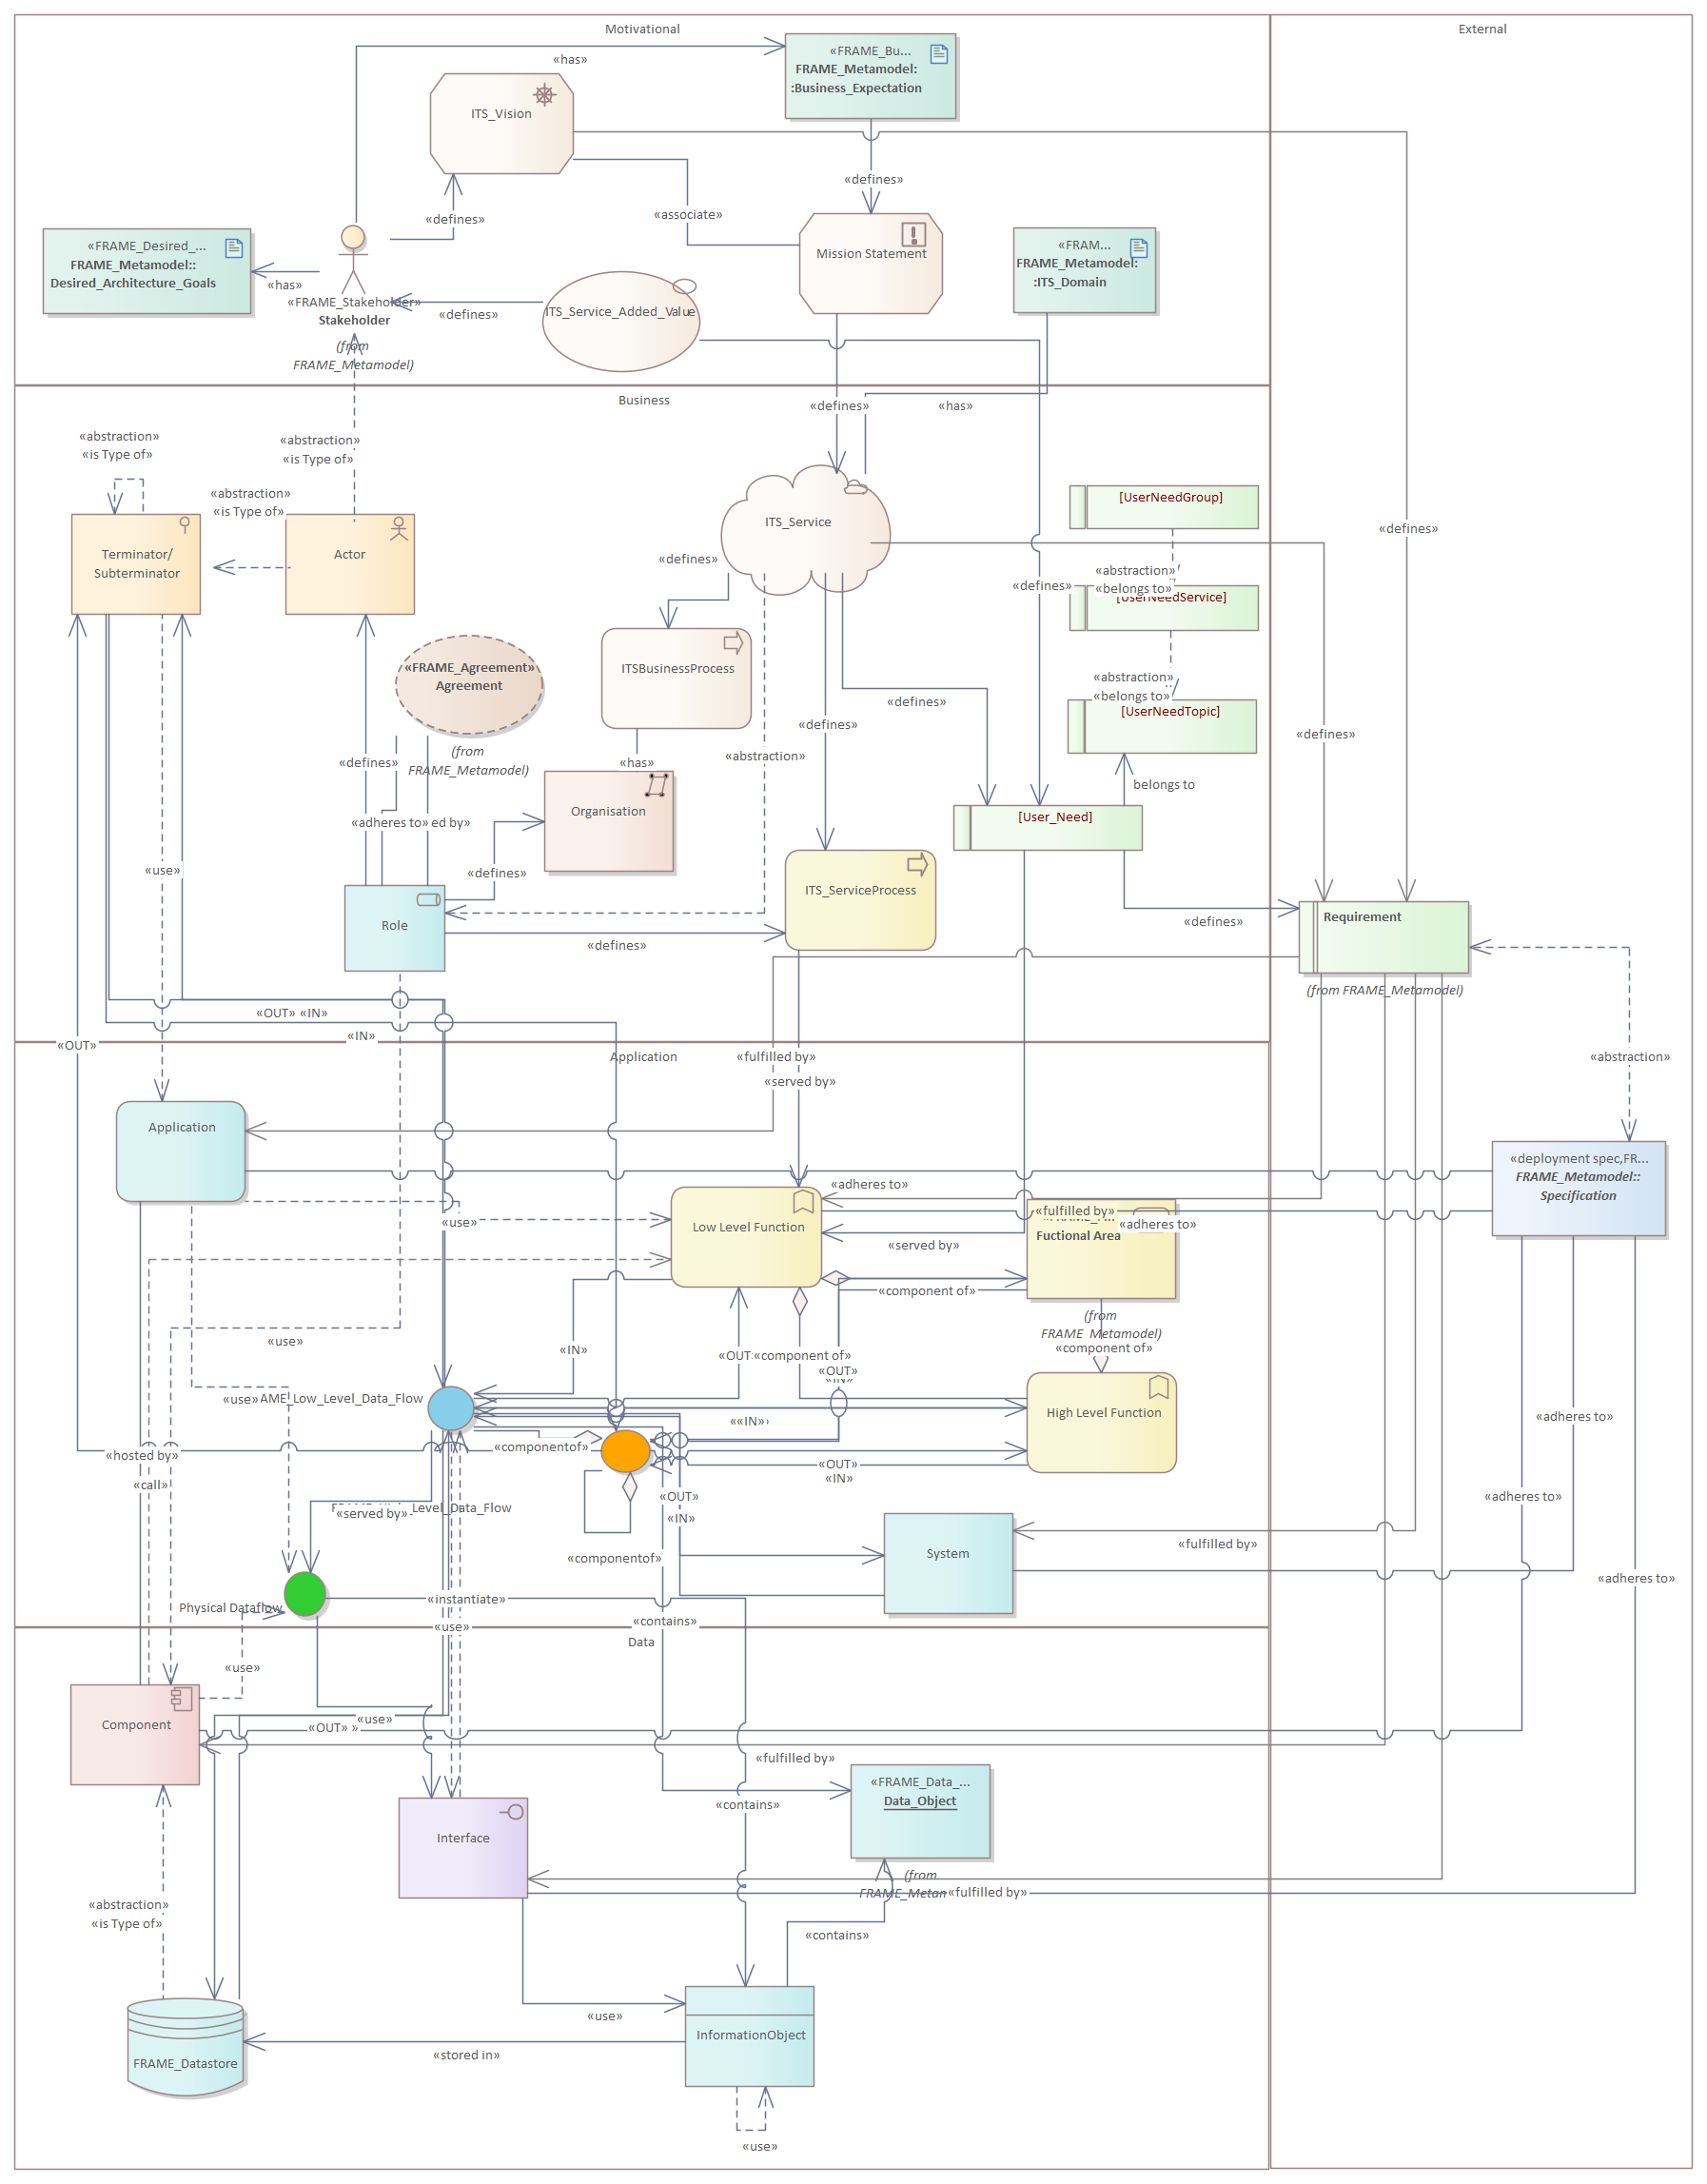 Motivational
External
«has»
«FRAME_Bu...
FRAME_Metamodel:
:Business_Expectation
ITS_Vision
«defines»
«defines»
«associate»
«FRAME_Desired_...
FRAME_Metamodel::
Desired_Architecture_Goals
«has»
«FRAME_Stakeholder»
Stakeholder
(from
FRAME_Metamodel)
«defines»
ITS_Service_Added_Value
Mission Statement
«FRAM...
FRAME_Metamodel:
:ITS_Domain
Business
«defines»
«has»
«abstraction»
«is Type of»
«abstraction»
«is Type of»
«abstraction»
«is Type of»
Terminator/
Subterminator
Actor
ITS_Service
[UserNeedGroup]
«defines»
«defines»
«defines»
«abstraction»
«belongs to»
[UserNeedService]
«FRAME_Agreement»
Agreement
(from
FRAME_Metamodel)
ITSBusinessProcess
«abstraction»
«belongs to»
[UserNeedTopic]
«defines»
«defines»
«defines»
«defines»
«has»
«abstraction»
belongs to
Organisation
«adheres to»
ed by»
[User_Need]
«use»
«defines»
ITS_ServiceProcess
Role
«defines»
«defines»
Requirement
(from FRAME_Metamodel)
«OUT»
«IN»
«OUT»
«IN»
Application
«fulfilled by»
«served by»
«abstraction»
Application
«deployment spec,FR...
FRAME_Metamodel::
Specification
«adheres to»
«use»
Low Level Function
«fulfilled by»
«adheres to»
Fuctional Area
«served by»
«component of»
(from
FRAME_Metamodel)
«component of»
«use»
«IN»
«OUT»
«component of»
«OUT»
«IN»
«use»
AME_Low_Level_Data_Flow
High Level Function
«adheres to»
«IN»
«componentof»
«hosted by»
«call»
«OUT»
«IN»
«OUT»
«IN»
«adheres to»
Level_Data_Flow
«served by»
«componentof»
System
«fulfilled by»
«adheres to»
Physical Dataflow
«instantiate»
«contains»
«use»
Data
«use»
Component
«use»
«OUT»
«fulfilled by»
«FRAME_Data_...
Data_Object
«contains»
Interface
(from
FRAME_Metan
«fulfilled by»
«abstraction»
«is Type of»
«contains»
«use»
InformationObject
«stored in»
FRAME_Datastore
«use»